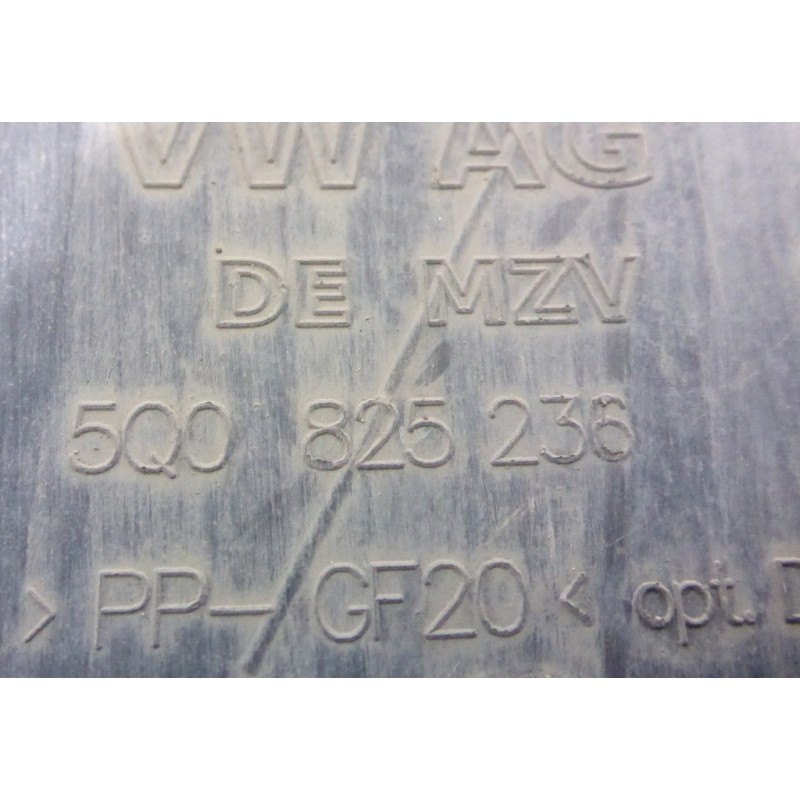 VW AG
DE MZV
5Q0 825 236
> PP-GF20 < opt.